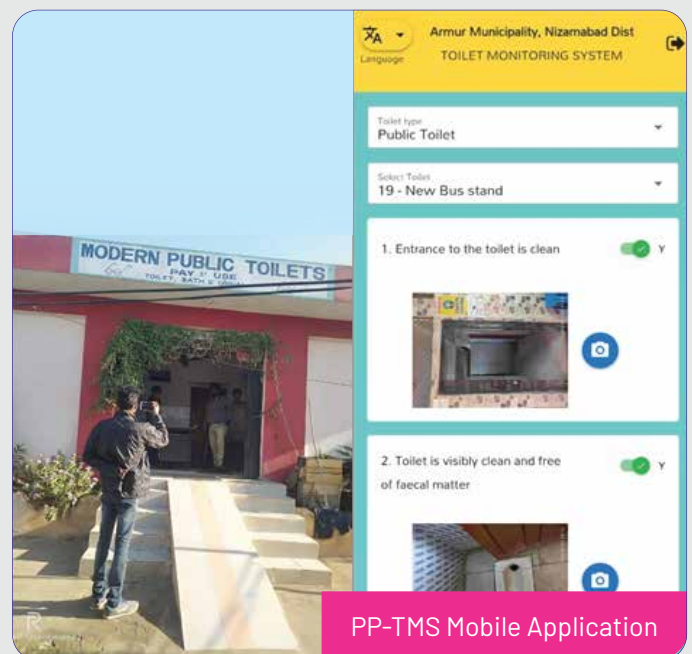 MODERN PUBLIC TOILETS
PAY & USE
TOILET, BATH &
Language
Armur Municipality, Nizamabad Dist
TOILET MONITORING SYSTEM
Toilet type
Public Toilet
Select Toilet
19 - New Bus stand
1. Entrance to the toilet is clean
Y
2. Toilet is visibly clean and free
of faecal matter
Y
PP-TMS Mobile Application